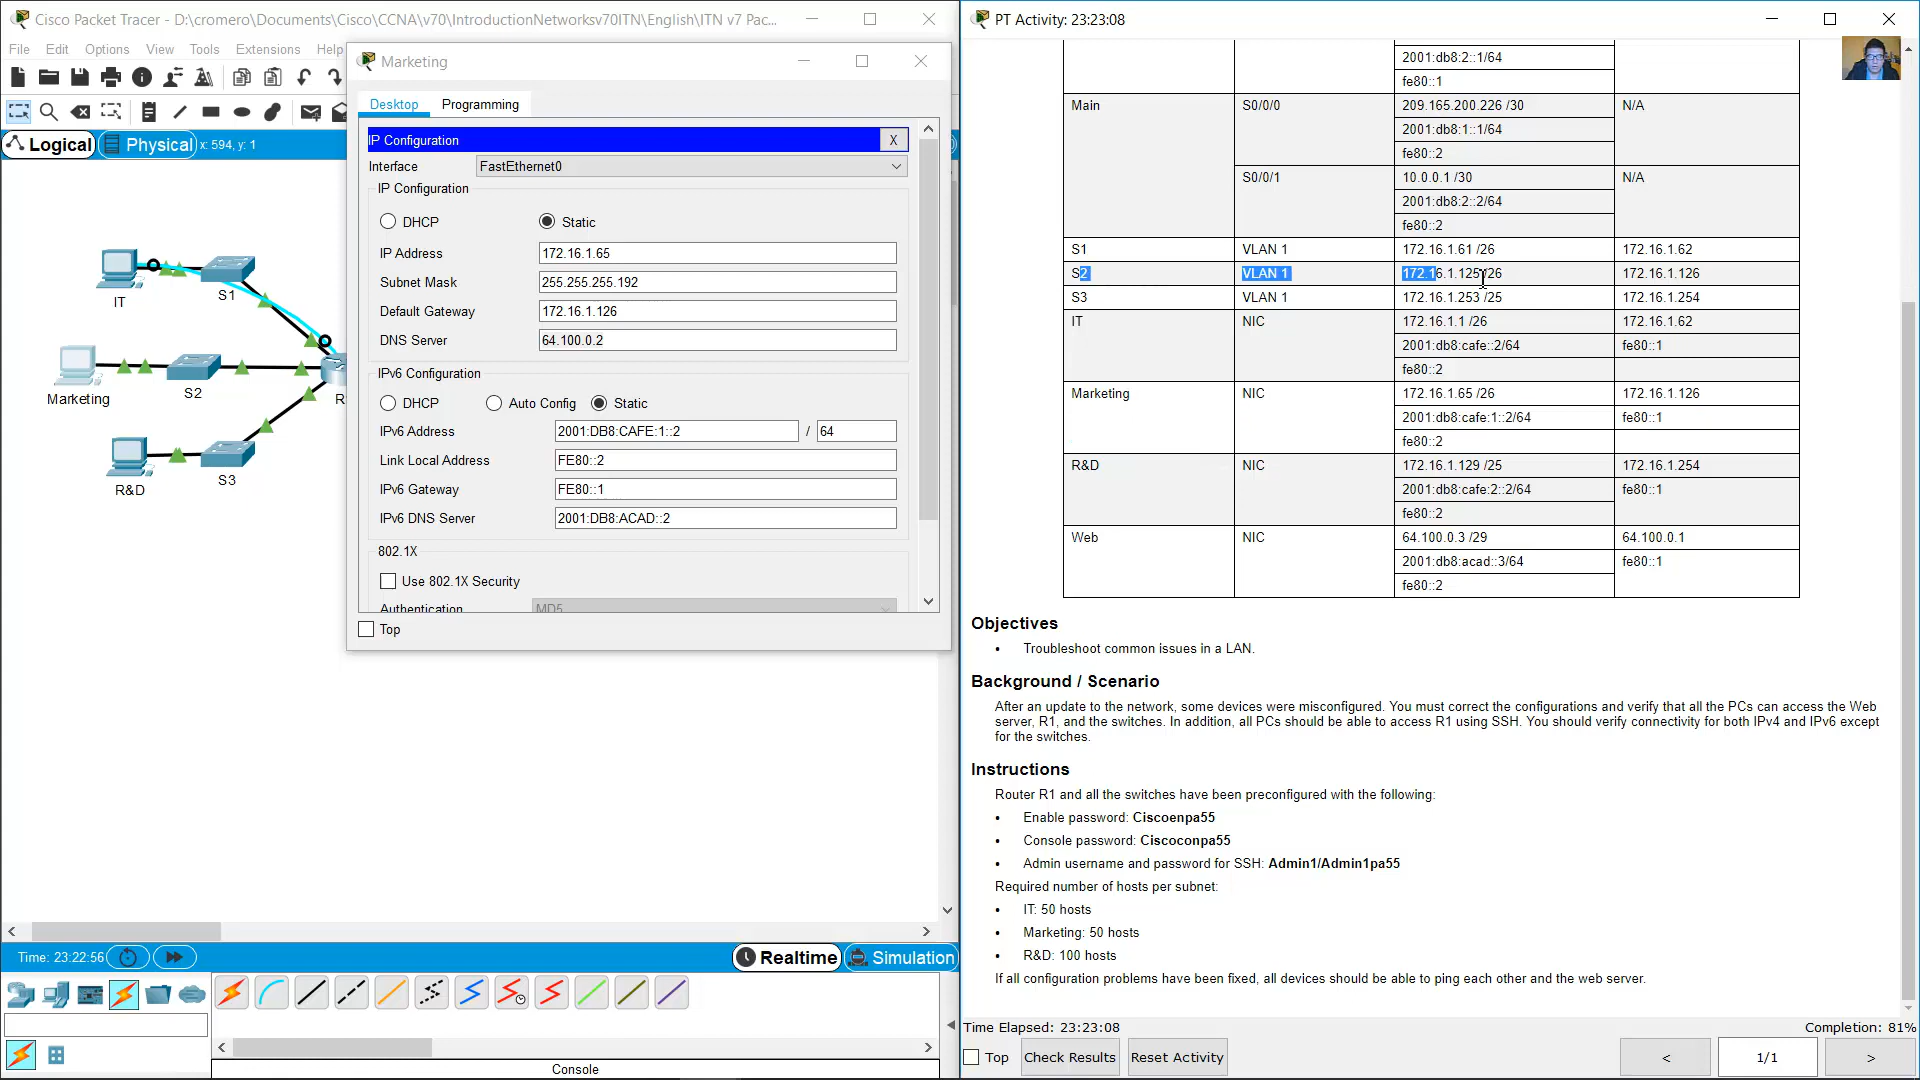 Cisco Packet Tracer - D:\cromero\Documents\Cisco\CCNA\v70\IntroductionNetworksv70ITN\English\ITN v7 Pac...
File Edit Options View Tools Extensions Help
Logical
Physical x: 594, y: 1
IT
S1
Marketing
S2
R
R&D
S3
Marketing
Desktop Programming
IP Configuration X
Interface FastEthernet0
IP Configuration
DHCP Static
IP Address 172.16.1.65
Subnet Mask 255.255.255.192
Default Gateway 172.16.1.126
DNS Server 64.100.0.2
IPv6 Configuration
DHCP Auto Config Static
IPv6 Address 2001:DB8:CAFE:1::2 / 64
Link Local Address FE80::2
IPv6 Gateway FE80::1
IPv6 DNS Server 2001:DB8:ACAD::2
802.1X
Use 802.1X Security
Authentication MD5
Top
Time: 23:22:56
Realtime
Simulation
Console
PT Activity: 23:23:08
2001:db8:2::1/64
fe80::1
Main S0/0/0 209.165.200.226 /30 N/A
2001:db8:1::1/64
fe80::2
S0/0/1 10.0.0.1 /30 N/A
2001:db8:2::2/64
fe80::2
S1 VLAN 1 172.16.1.61 /26 172.16.1.62
S2 VLAN 1 172.16.1.125 /26 172.16.1.126
S3 VLAN 1 172.16.1.253 /25 172.16.1.254
IT NIC 172.16.1.1 /26 172.16.1.62
2001:db8:cafe::2/64 fe80::1
fe80::2
Marketing NIC 172.16.1.65 /26 172.16.1.126
2001:db8:cafe:1::2/64 fe80::1
fe80::2
R&D NIC 172.16.1.129 /25 172.16.1.254
2001:db8:cafe:2::2/64 fe80::1
fe80::2
Web NIC 64.100.0.3 /29 64.100.0.1
2001:db8:acad::3/64 fe80::1
fe80::2
Objectives
• Troubleshoot common issues in a LAN.
Background / Scenario
After an update to the network, some devices were misconfigured. You must correct the configurations and verify that all the PCs can access the Web
server, R1, and the switches. In addition, all PCs should be able to access R1 using SSH. You should verify connectivity for both IPv4 and IPv6 except
for the switches.
Instructions
Router R1 and all the switches have been preconfigured with the following:
• Enable password: Ciscoenpa55
• Console password: Ciscoconpa55
• Admin username and password for SSH: Admin1/Admin1pa55
Required number of hosts per subnet:
• IT: 50 hosts
• Marketing: 50 hosts
• R&D: 100 hosts
If all configuration problems have been fixed, all devices should be able to ping each other and the web server.
Time Elapsed: 23:23:08 Completion: 81%
Top Check Results Reset Activity < 1/1 >